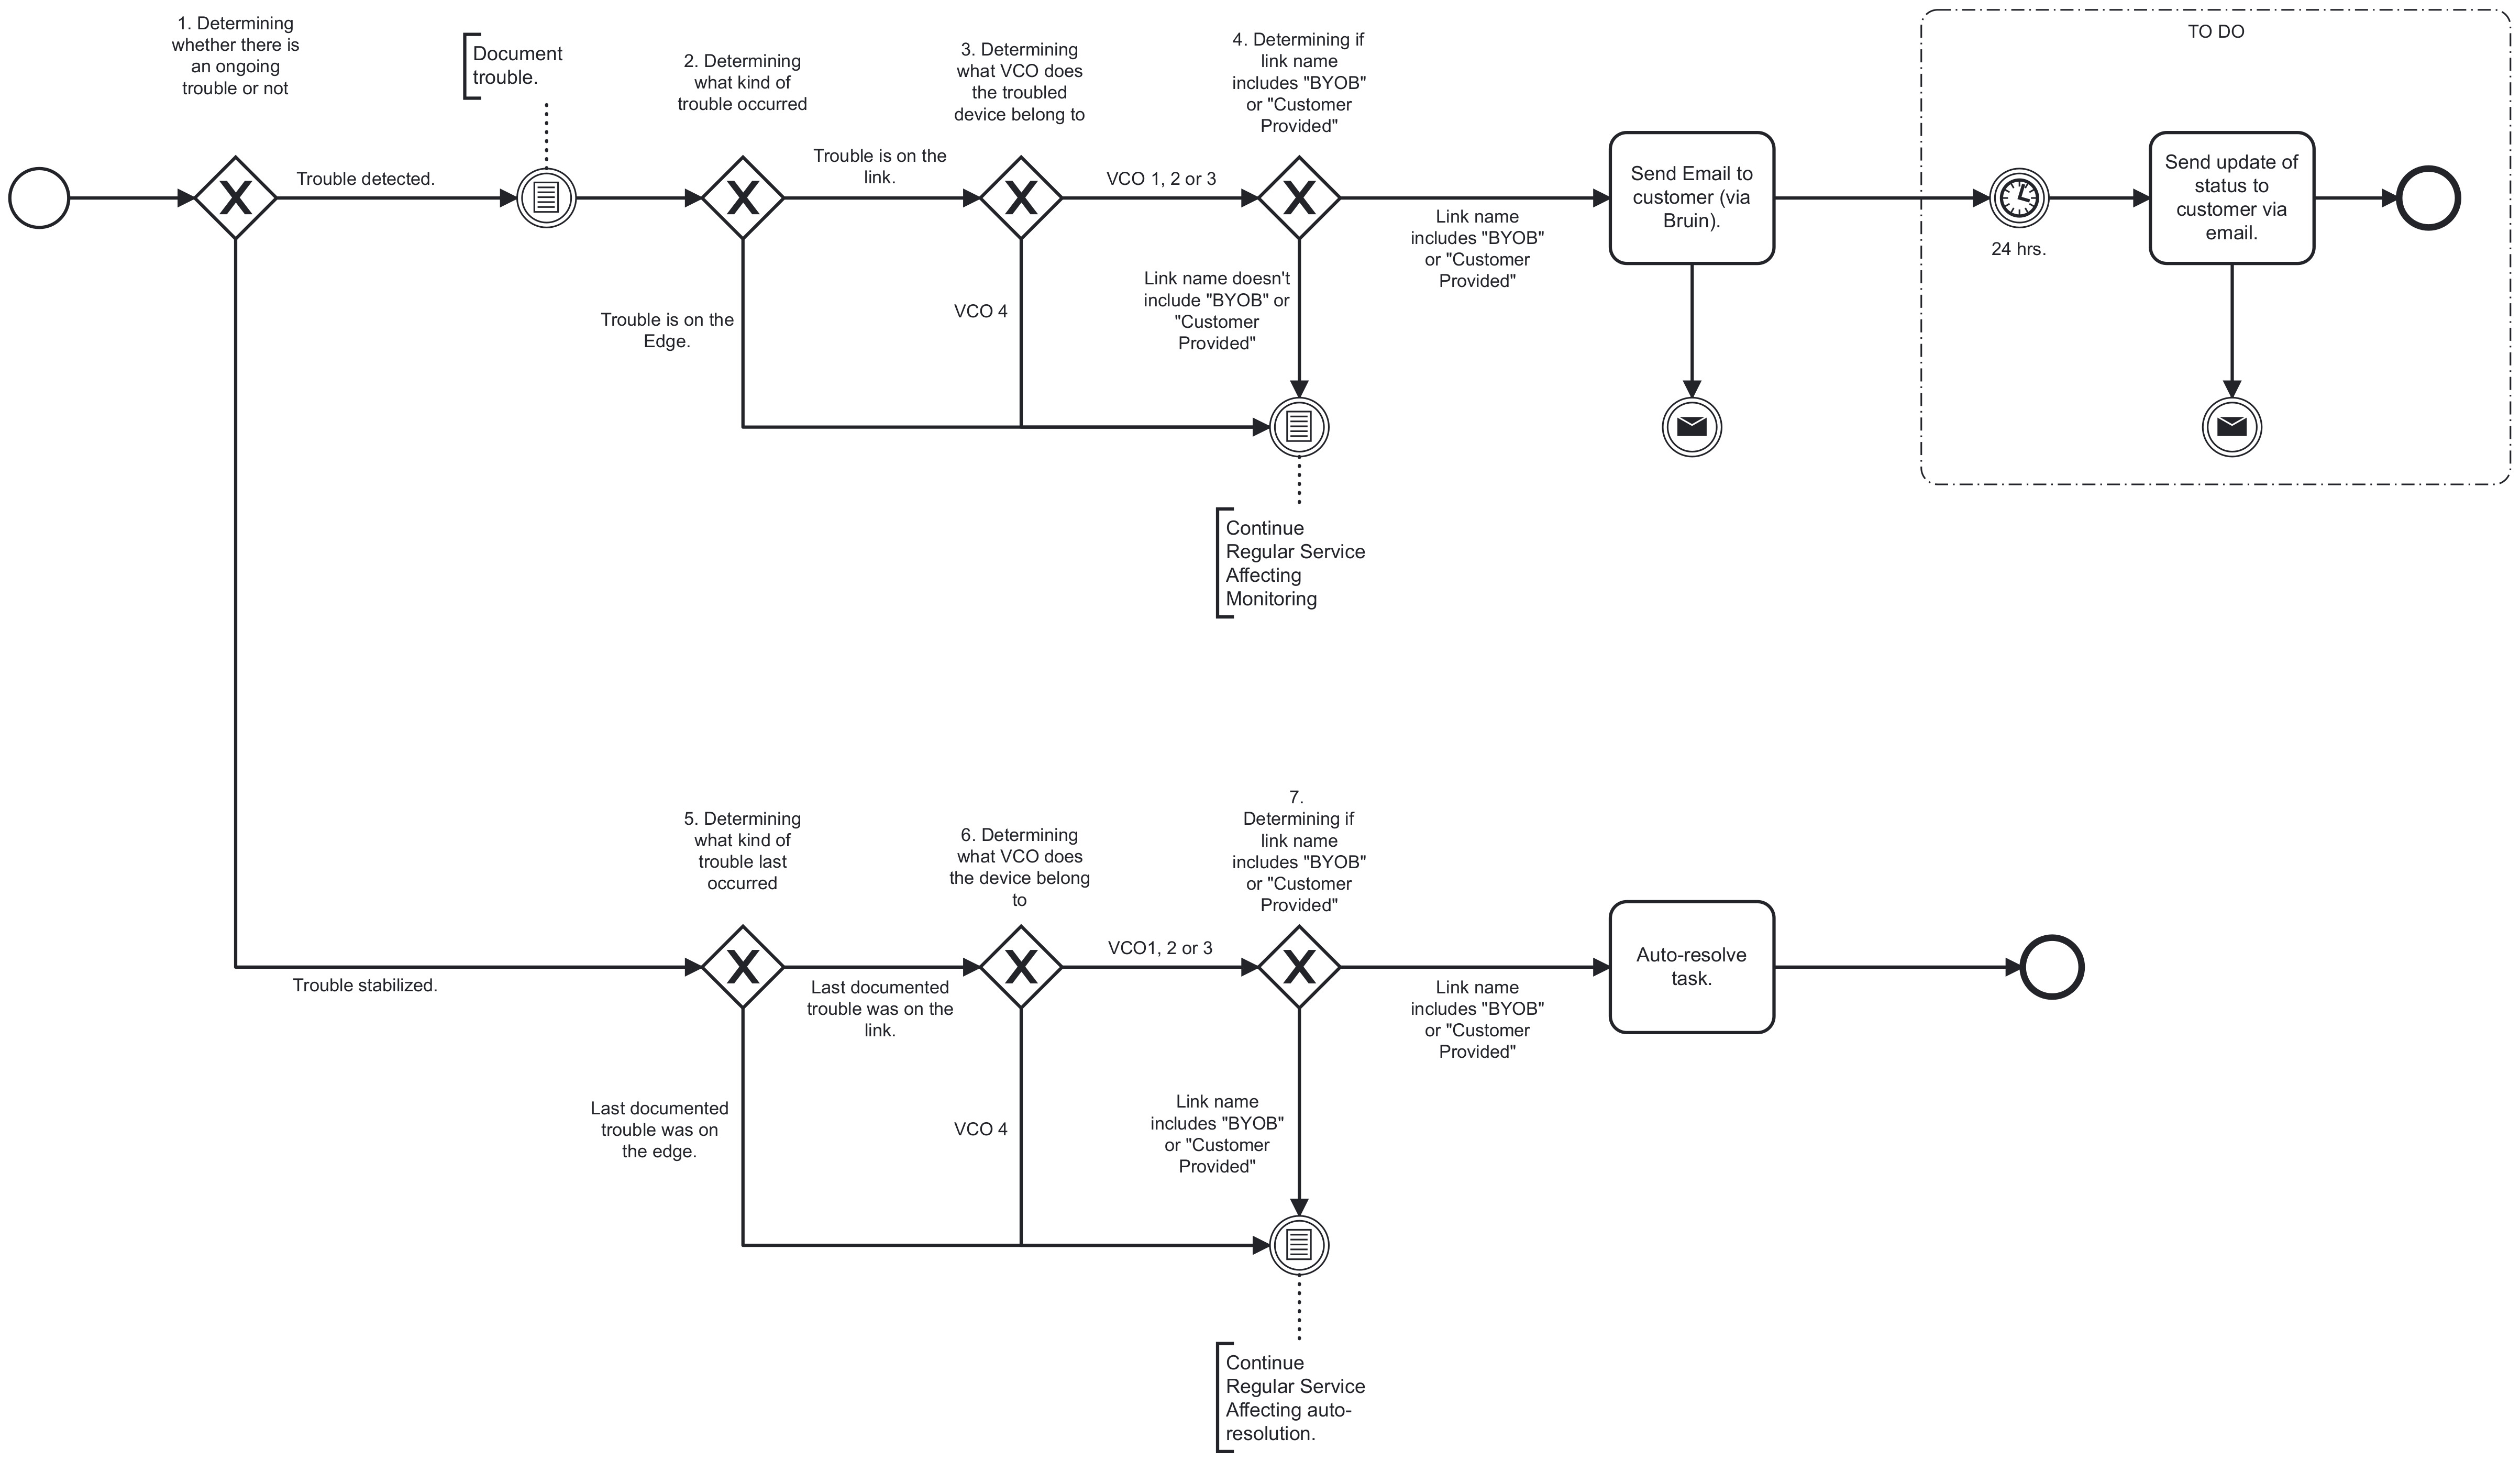 1. Determining
whether there is
an ongoing
trouble or not
Document
trouble.
2. Determining
what kind of
trouble occurred
3. Determining
what VCO does
the troubled
device belong to
4. Determining if
link name
includes "BYOB"
or "Customer
Provided"
TO DO
Trouble detected.
Trouble is on the
link.
VCO 1, 2 or 3
Link name
includes "BYOB"
or "Customer
Provided"
Send Email to
customer (via
Bruin).
24 hrs.
Send update of
status to
customer via
email.
Trouble is on the
Edge.
VCO 4
Link name doesn't
include "BYOB" or
"Customer
Provided"
Continue
Regular Service
Affecting
Monitoring
5. Determining
what kind of
trouble last
occurred
6. Determining
what VCO does
the device belong
to
7.
Determining if
link name
includes "BYOB"
or "Customer
Provided"
Trouble stabilized.
Last documented
trouble was on the
link.
VCO1, 2 or 3
Link name
includes "BYOB"
or "Customer
Provided"
Auto-resolve
task.
Last documented
trouble was on
the edge.
VCO 4
Link name
includes "BYOB"
or "Customer
Provided"
Continue
Regular Service
Affecting auto-
resolution.